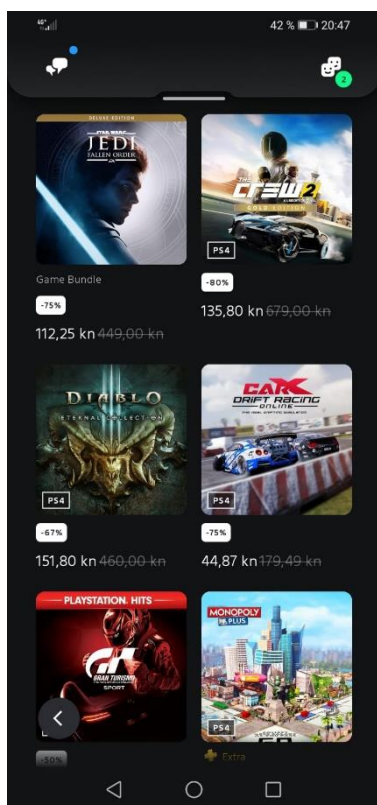 4G+
42 % 20:47
2
DELUXE EDITION
STAR WARS
JEDI
FALLEN ORDER
THE
CREW 2
GOLD EDITION
PS4
Game Bundle
-75%
112,25 kn 449,00 kn
-80%
135,80 kn 679,00 kn
DIABLO
ETERNAL COLLECTION
PS4
CARX
DRIFT RACING
ONLINE
PS4
-67%
151,80 kn 460,00 kn
-75%
44,87 kn 179,49 kn
PLAYSTATION HITS
GRAN TURISMO
SPORT
-50%
MONOPOLY
PLUS
PS4
Extra